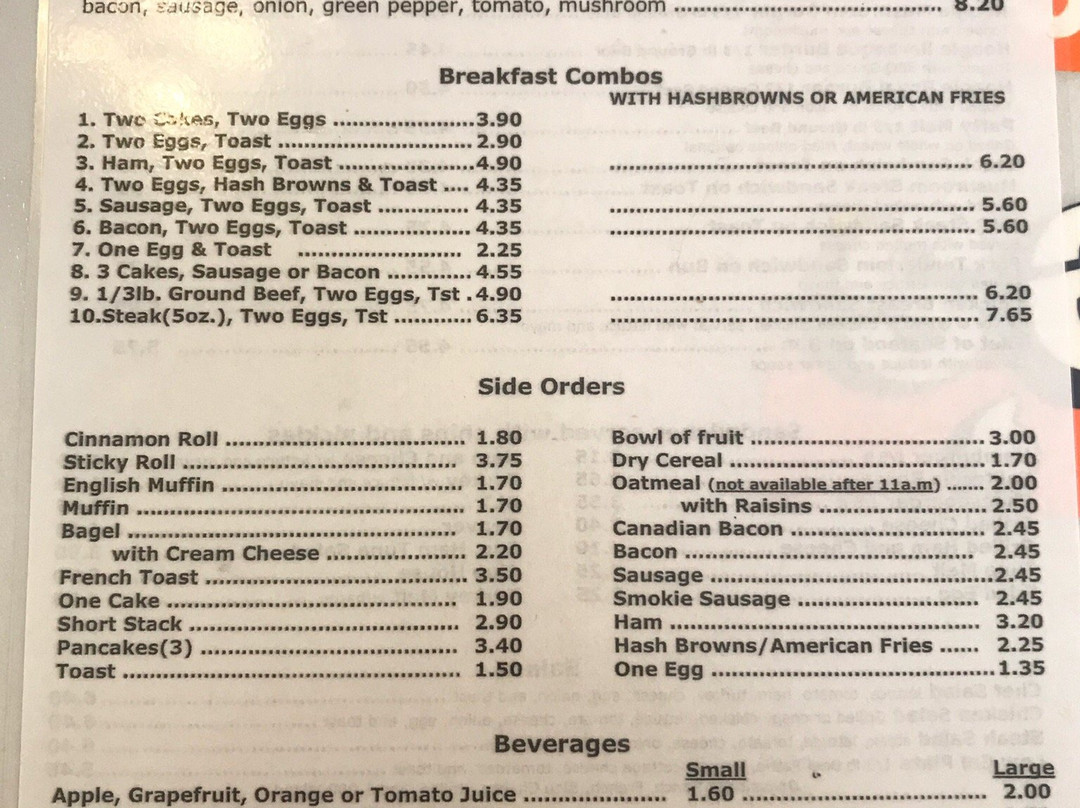 bacon, sausage, onion, green pepper, tomato, mushroom ........ 8.20
Breakfast Combos
WITH HASHBROWNS OR AMERICAN FRIES
1. Two Cakes, Two Eggs ........ 3.90
2. Two Eggs, Toast ........ 2.90
3. Ham, Two Eggs, Toast ........ 4.90 ........ 6.20
4. Two Eggs, Hash Browns & Toast .... 4.35
5. Sausage, Two Eggs, Toast ........ 4.35 ........ 5.60
6. Bacon, Two Eggs, Toast ........ 4.35 ........ 5.60
7. One Egg & Toast ........ 2.25
8. 3 Cakes, Sausage or Bacon ........ 4.55
9. 1/3lb. Ground Beef, Two Eggs, Tst . 4.90 ........ 6.20
10.Steak(5oz.), Two Eggs, Tst ........ 6.35 ........ 7.65
Side Orders
Cinnamon Roll ........ 1.80
Sticky Roll ........ 3.75
English Muffin ........ 1.70
Muffin ........ 1.70
Bagel ........ 1.70
with Cream Cheese ........ 2.20
French Toast ........ 3.50
One Cake ........ 1.90
Short Stack ........ 2.90
Pancakes(3) ........ 3.40
Toast ........ 1.50
Bowl of fruit ........ 3.00
Dry Cereal ........ 1.70
Oatmeal (not available after 11a.m) ...... 2.00
with Raisins ........ 2.50
Canadian Bacon ........ 2.45
Bacon ........ 2.45
Sausage ........ 2.45
Smokie Sausage ........ 2.45
Ham ........ 3.20
Hash Browns/American Fries ...... 2.25
One Egg ........ 1.35
Beverages
Small Large
Apple, Grapefruit, Orange or Tomato Juice ........ 1.60 ........ 2.00